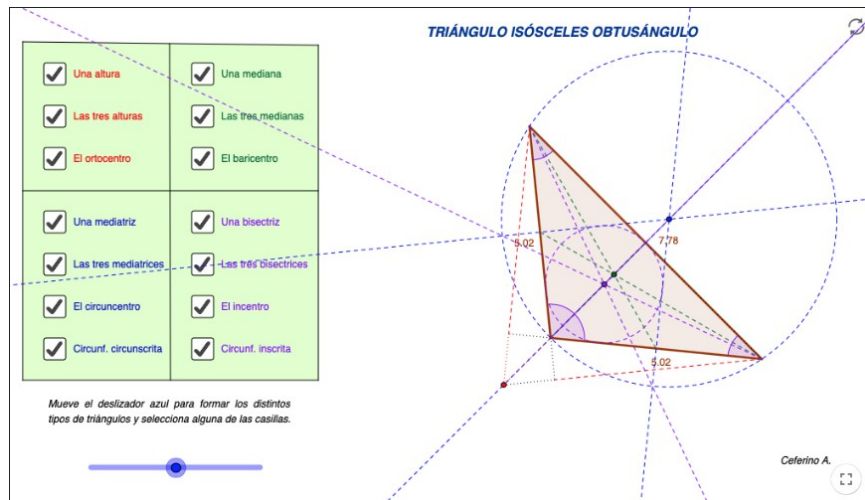 TRIÁNGULO ISÓSCELES OBTUSÁNGULO
Una altura
Una mediana
Las tres alturas
Las tres medianas
El ortocentro
El baricentro
Una mediatriz
Una bisectriz
Las tres mediatrices
Las tres bisectrices
El circuncentro
El incentro
Circunf. circunscrita
Circunf. inscrita
5.02
7.78
5.02
Mueve el deslizador azul para formar los distintos
tipos de triángulos y selecciona alguna de las casillas.
Ceferino A.